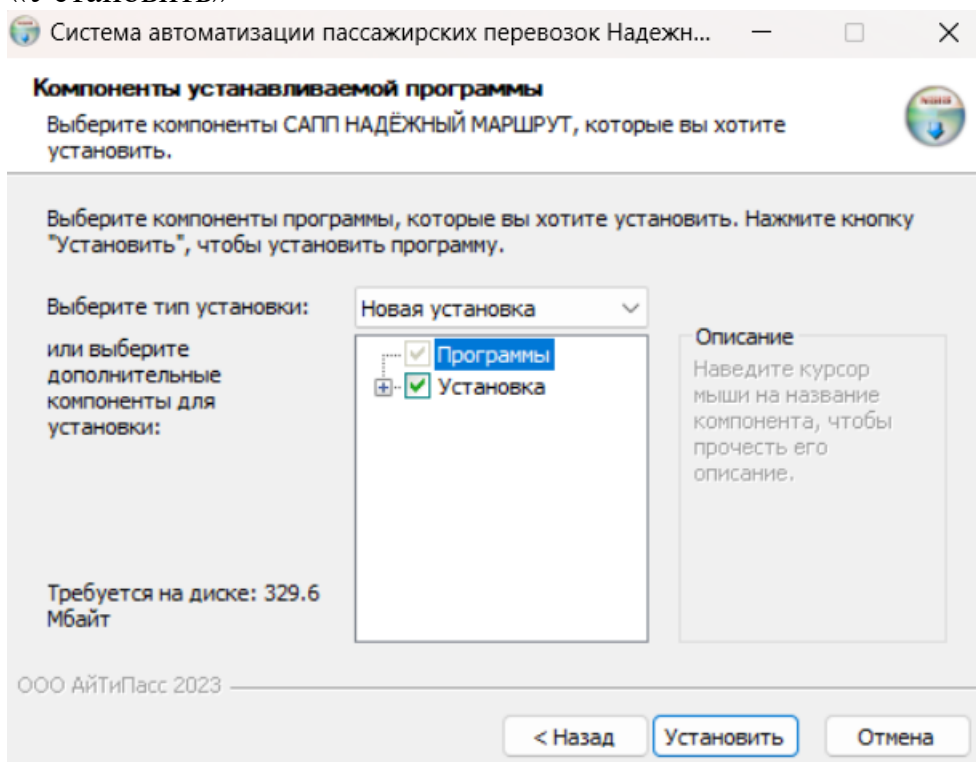 «Установить»
Система автоматизации пассажирских перевозок Надежн...
Компоненты устанавливаемой программы
Выберите компоненты САПП НАДЁЖНЫЙ МАРШРУТ, которые вы хотите
установить.
Выберите компоненты программы, которые вы хотите установить. Нажмите кнопку
"Установить", чтобы установить программу.
Выберите тип установки:
Новая установка
или выберите
дополнительные
компоненты для
установки:
Программы
Установка
Описание
Наведите курсор
мыши на название
компонента, чтобы
прочесть его
описание.
Требуется на диске: 329.6
Мбайт
ООО АйТиПасс 2023
< Назад
Установить
Отмена